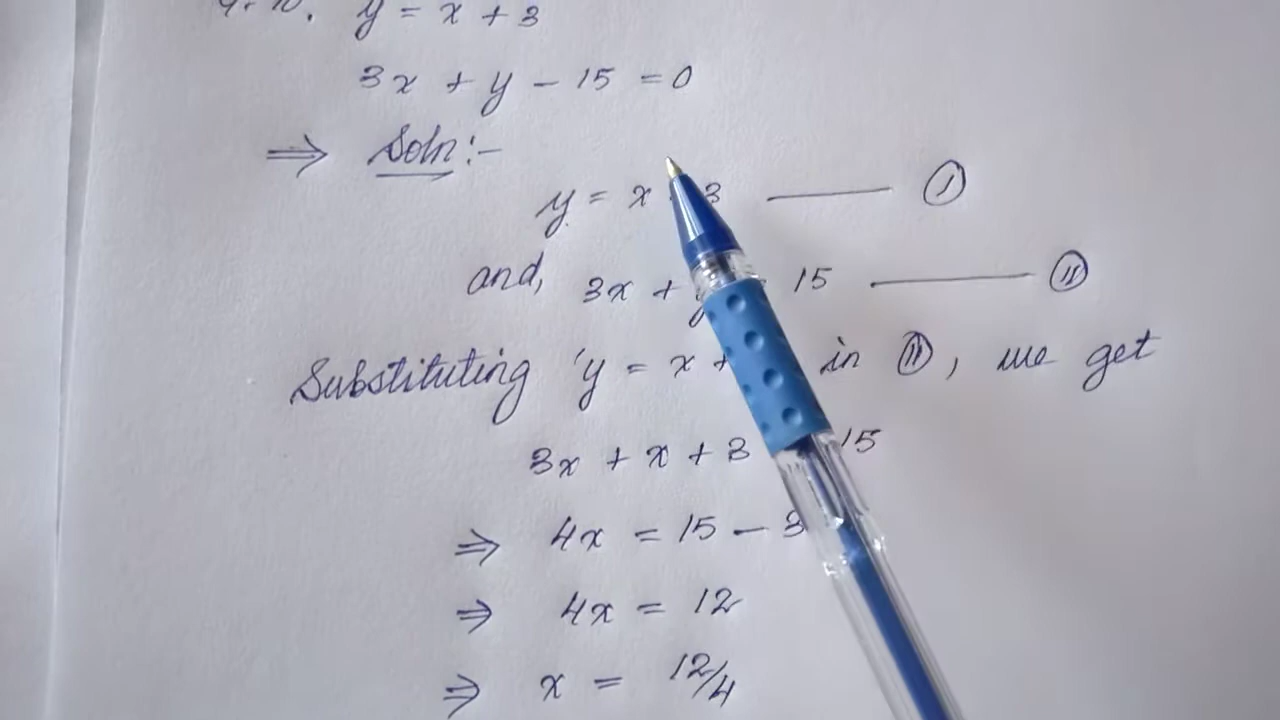 y = x + 3
3x + y - 15 = 0
⇒ Soln:-
y = x 3 ——— (I)
and, 3x + y 15 ——— (II)
Substituting 'y = x + in (II), we get
3x + x + 3 15
⇒ 4x = 15 - 3
⇒ 4x = 12
⇒ x = 12/4